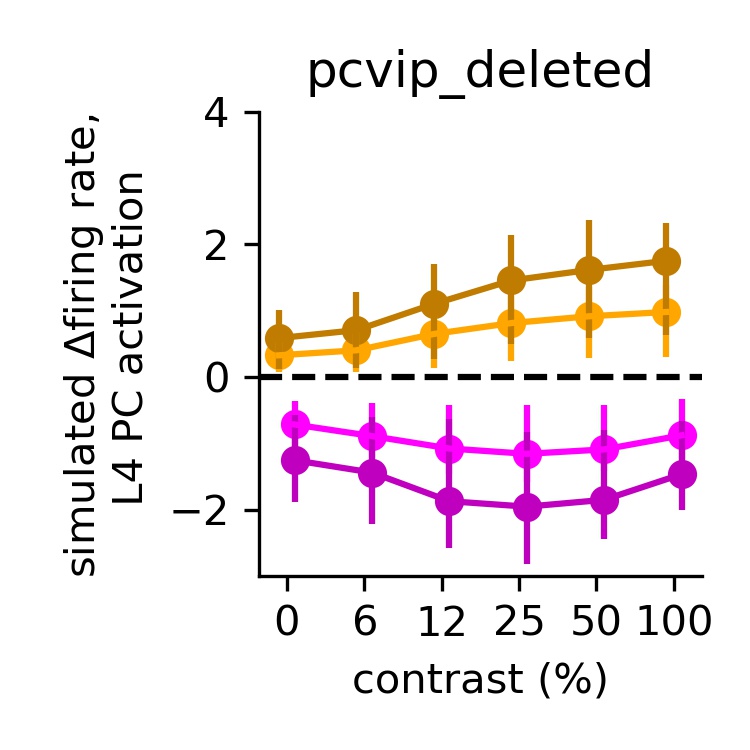 pcvip_deleted
simulated Δfiring rate,
L4 PC activation
4
2
0
−2
0 6 12 25 50 100
contrast (%)